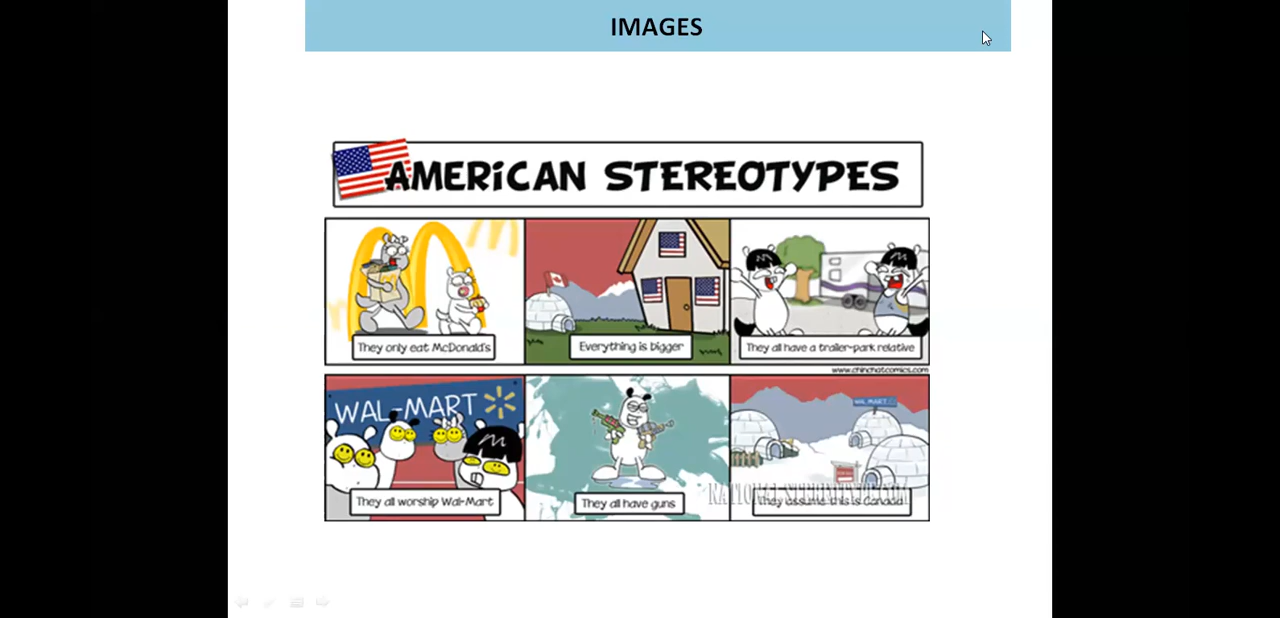 IMAGES
AMERiCAN STEREOTYPES
They only eat McDonald's
Everything is bigger
They all have a trailer-park relative
www.chinchatcomics.com
WAL-MART
They all worship Wal-Mart
They all have guns
WAL MART
They assume this is Canada